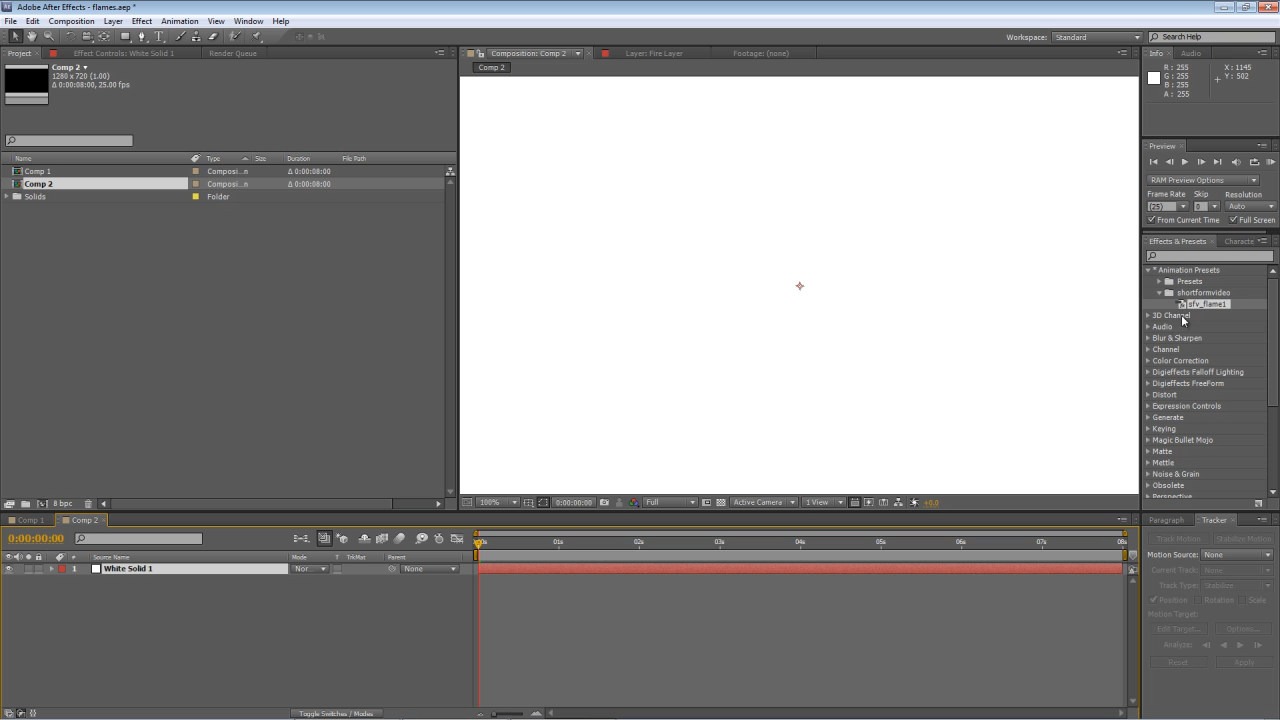 Adobe After Effects - flames.aep *
File Edit Composition Layer Effect Animation View Window Help
Workspace: Standard Search Help
Project Effect Controls: White Solid 1 Render Queue
Composition: Comp 2 Layer: Fire Layer Footage: (none)
Info Audio
Comp 2
1280 x 720 (1.00)
Δ 0:00:08:00, 25.00 fps
Comp 2
R: 255
G: 255
B: 255
A: 255
X: 1145
Y: 502
Preview
RAM Preview Options
Frame Rate Skip Resolution
(25) 0 Auto
From Current Time Full Screen
Name Type Size Duration File Path
Comp 1 Composi...n Δ 0:00:08:00
Comp 2 Composi...n Δ 0:00:08:00
Solids Folder
Effects & Presets Characte
* Animation Presets
Presets
shortformvideo
sfv_flame1
3D Channel
Audio
Blur & Sharpen
Channel
Color Correction
Digieffects Falloff Lighting
Digieffects FreeForm
Distort
Expression Controls
Generate
Keying
Magic Bullet Mojo
Matte
Mettle
Noise & Grain
Obsolete
Perspective
8 bpc
100% 0:00:00:00 Full Active Camera 1 View +0.0
Comp 1 Comp 2
0:00:00:00
01s 02s 03s 04s 05s 06s 07s 08s
# Source Name Mode T TrkMat Parent
1 White Solid 1 Nor... None
Toggle Switches / Modes
Paragraph Tracker
Track Motion Stabilize Motion
Motion Source: None
Current Track: None
Track Type: Stabilize
Position Rotation Scale
Motion Target:
Edit Target... Options...
Analyze:
Reset Apply